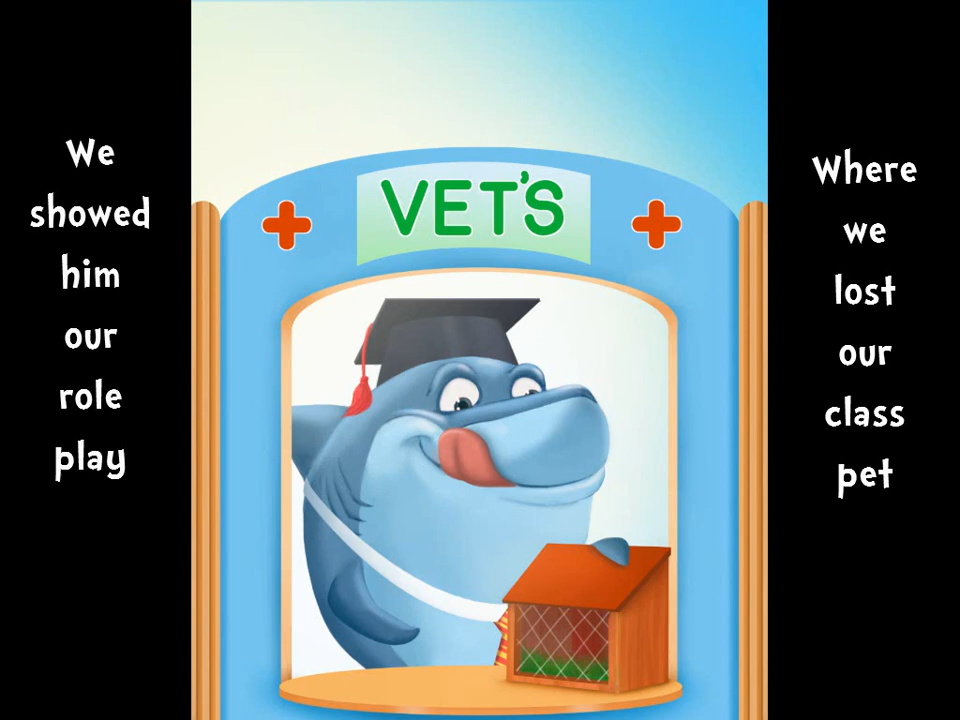 We
showed
him
our
role
play
VET'S
Where
we
lost
our
class
pet